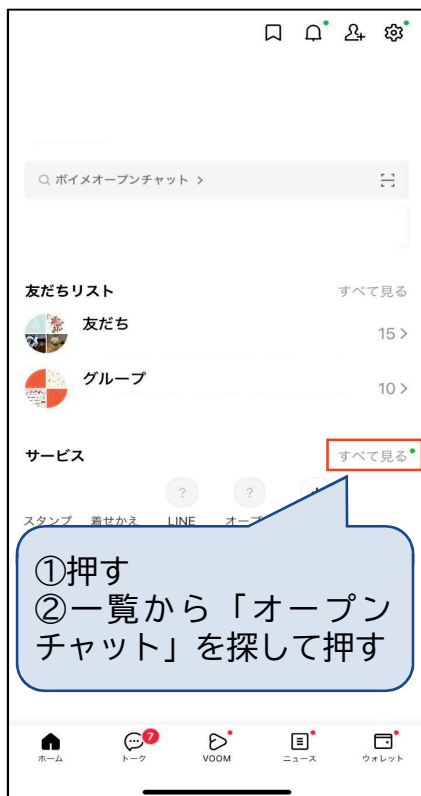 ボイメオープンチャット >
友だちリスト すべて見る
友だち
15 >
グループ
10 >
サービス すべて見る
? ?
スタンプ 着せかえ LINE オープ
①押す
②一覧から「オープン
チャット」を探して押す
7
ホーム トーク VOOM ニュース ウォレット